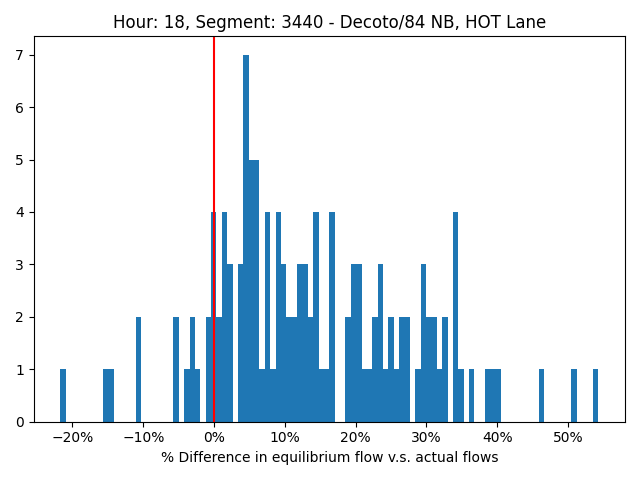 Hour: 18, Segment: 3440 - Decoto/84 NB, HOT Lane
7
6
5
4
3
2
1
0
−20% −10% 0% 10% 20% 30% 40% 50%
% Difference in equilibrium flow v.s. actual flows